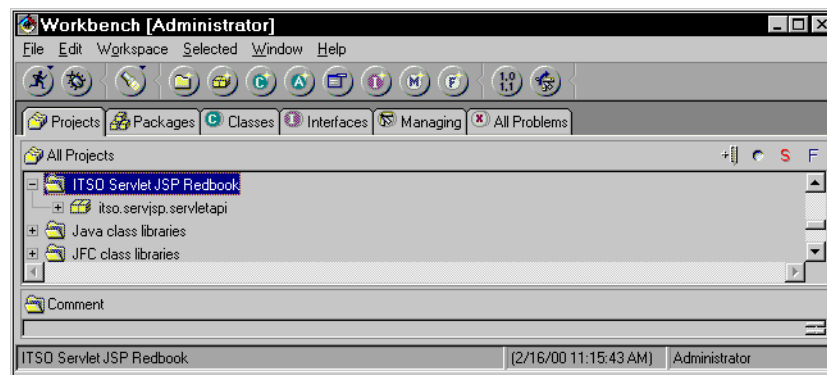 Workbench [Administrator]
File Edit Workspace Selected Window Help
C A I M F 1.0 1.1
Projects Packages C Classes I Interfaces Managing X All Problems
All Projects S F
ITSO Servlet JSP Redbook
itso.servjsp.servletapi
Java class libraries
JFC class libraries
Comment
ITSO Servlet JSP Redbook (2/16/00 11:15:43 AM) Administrator